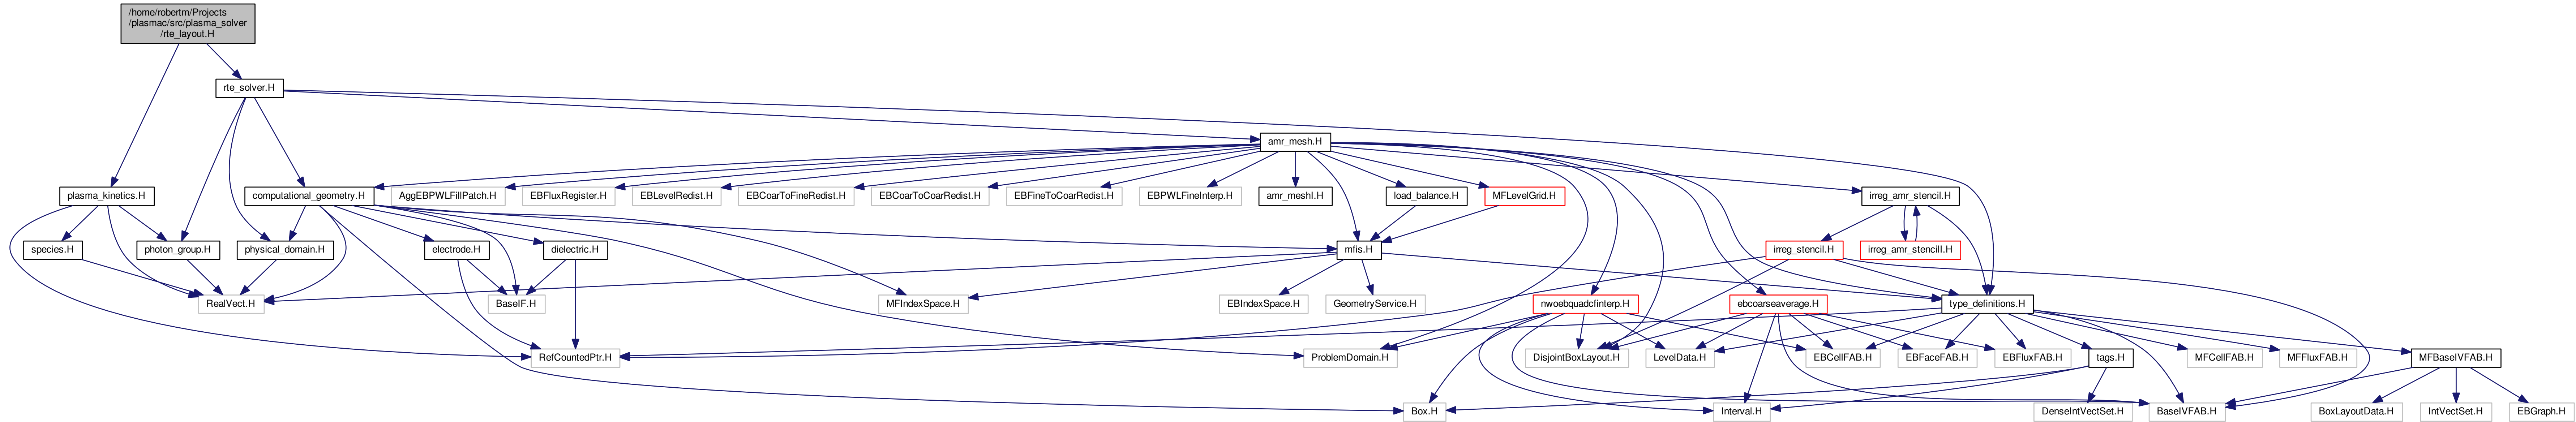 /home/robertm/Projects
/plasmac/src/plasma_solver
/rte_layout.H
rte_solver.H
amr_mesh.H
plasma_kinetics.H
computational_geometry.H
AggEBPWLFillPatch.H
EBFluxRegister.H
EBLevelRedist.H
EBCoarToFineRedist.H
EBCoarToCoarRedist.H
EBFineToCoarRedist.H
EBPWLFineInterp.H
amr_meshI.H
load_balance.H
MFLevelGrid.H
irreg_amr_stencil.H
species.H
photon_group.H
physical_domain.H
electrode.H
dielectric.H
mfis.H
irreg_stencil.H
irreg_amr_stencilI.H
RealVect.H
BaseIF.H
MFIndexSpace.H
EBIndexSpace.H
GeometryService.H
nwoebquadcfinterp.H
ebcoarseaverage.H
type_definitions.H
RefCountedPtr.H
ProblemDomain.H
DisjointBoxLayout.H
LevelData.H
EBCellFAB.H
EBFaceFAB.H
EBFluxFAB.H
tags.H
MFCellFAB.H
MFFluxFAB.H
MFBaseIVFAB.H
Box.H
Interval.H
DenseIntVectSet.H
BaseIVFAB.H
BoxLayoutData.H
IntVectSet.H
EBGraph.H